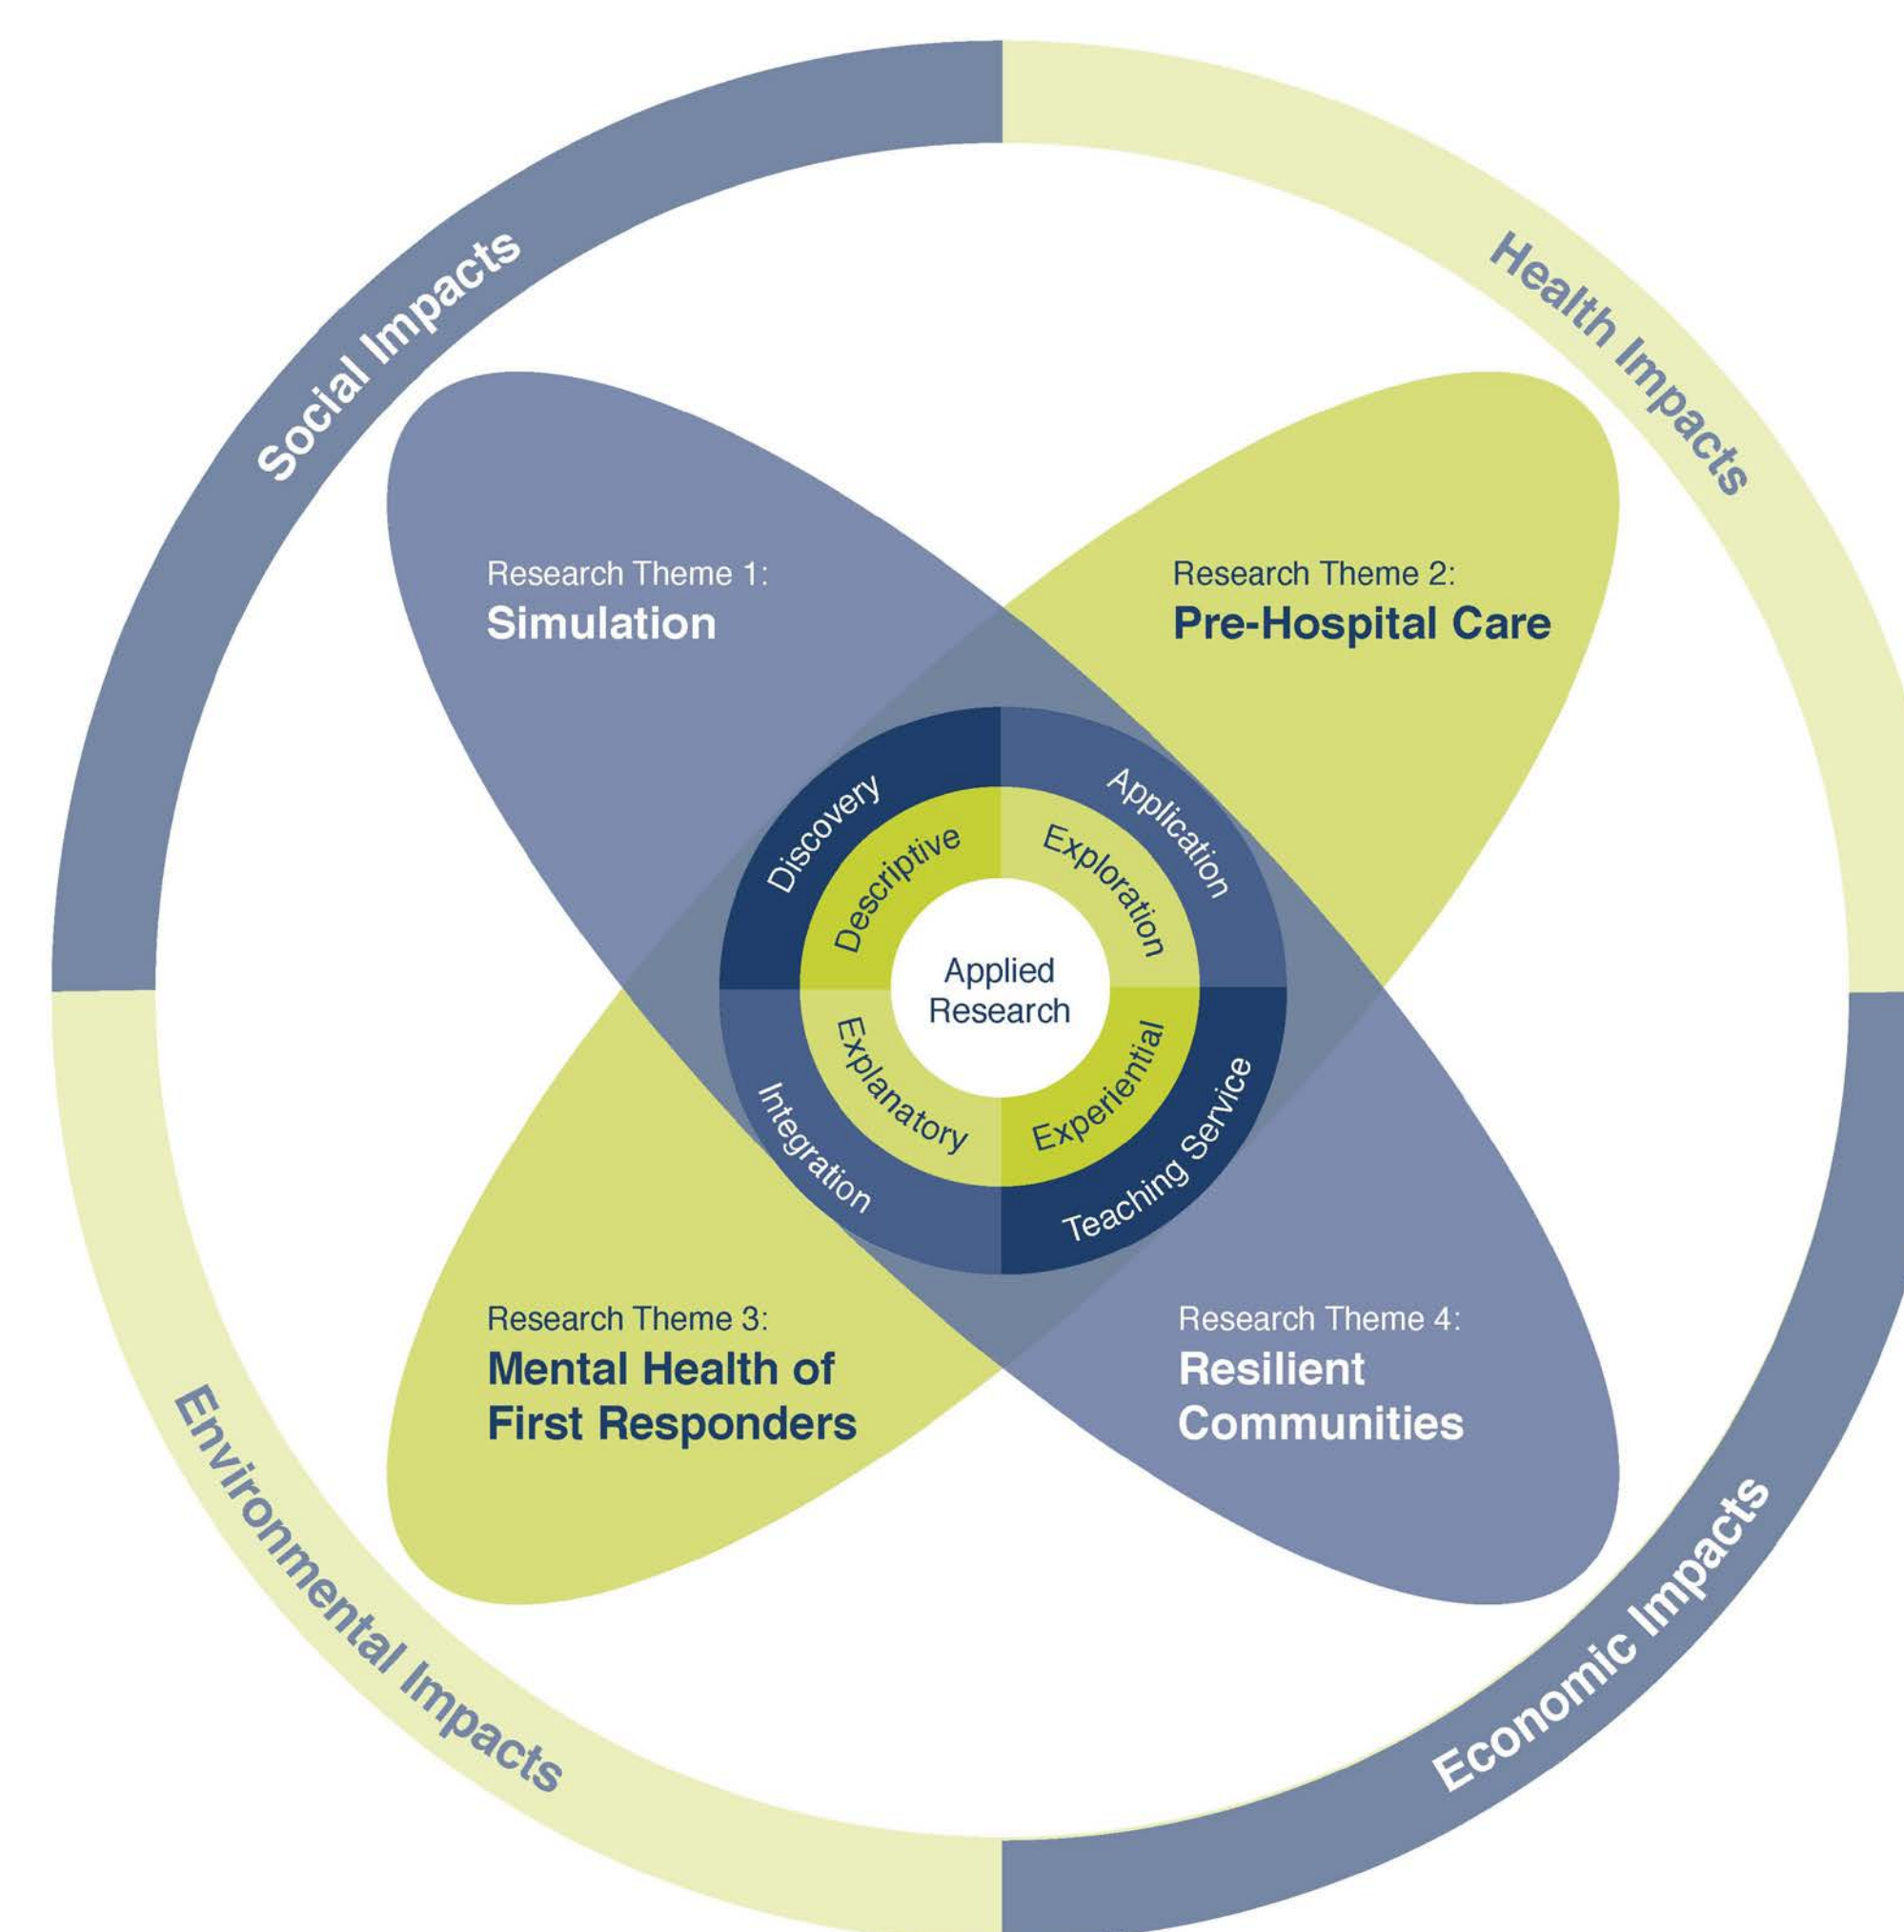 Social Impacts
Health Impacts
Research Theme 1:
Simulation
Research Theme 2:
Pre-Hospital Care
Discovery
Application
Descriptive
Exploration
Applied
Research
Explanatory
Experiential
Integration
Teaching Service
Research Theme 3:
Mental Health of
First Responders
Research Theme 4:
Resilient
Communities
Environmental Impacts
Economic Impacts